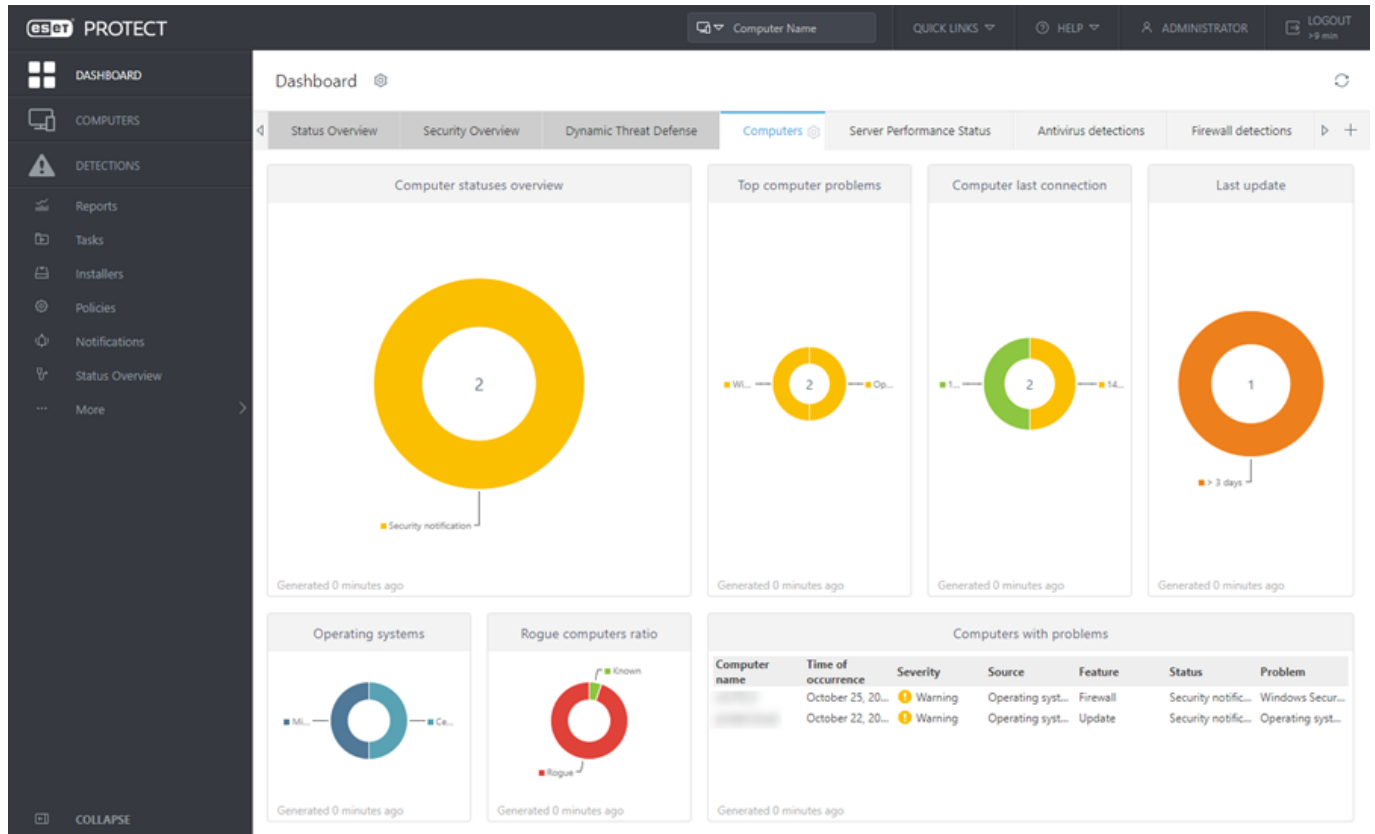 eset PROTECT
Computer Name
QUICK LINKS
HELP
ADMINISTRATOR
LOGOUT
>9 min
DASHBOARD
COMPUTERS
DETECTIONS
Reports
Tasks
Installers
Policies
Notifications
Status Overview
More
COLLAPSE
Dashboard
Status Overview
Security Overview
Dynamic Threat Defense
Computers
Server Performance Status
Antivirus detections
Firewall detections
Computer statuses overview
2
Security notification
Generated 0 minutes ago
Top computer problems
Wi...
2
Op...
Generated 0 minutes ago
Computer last connection
1...
2
14...
Generated 0 minutes ago
Last update
1
> 3 days
Generated 0 minutes ago
Operating systems
Mi...
Ce...
Generated 0 minutes ago
Rogue computers ratio
Known
Rogue
Generated 0 minutes ago
Computers with problems
Computer name Time of occurrence Severity Source Feature Status Problem
October 25, 20... Warning Operating syst... Firewall Security notific... Windows Secur...
October 22, 20... Warning Operating syst... Update Security notific... Operating syst...
Generated 0 minutes ago